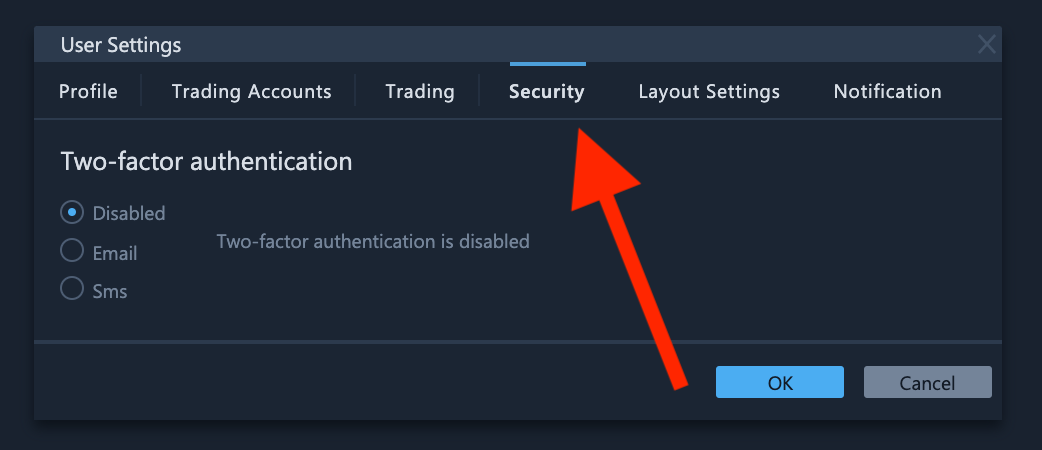 User Settings
Profile Trading Accounts Trading Security Layout Settings Notification
Two-factor authentication
Disabled
Two-factor authentication is disabled
Email
Sms
OK Cancel